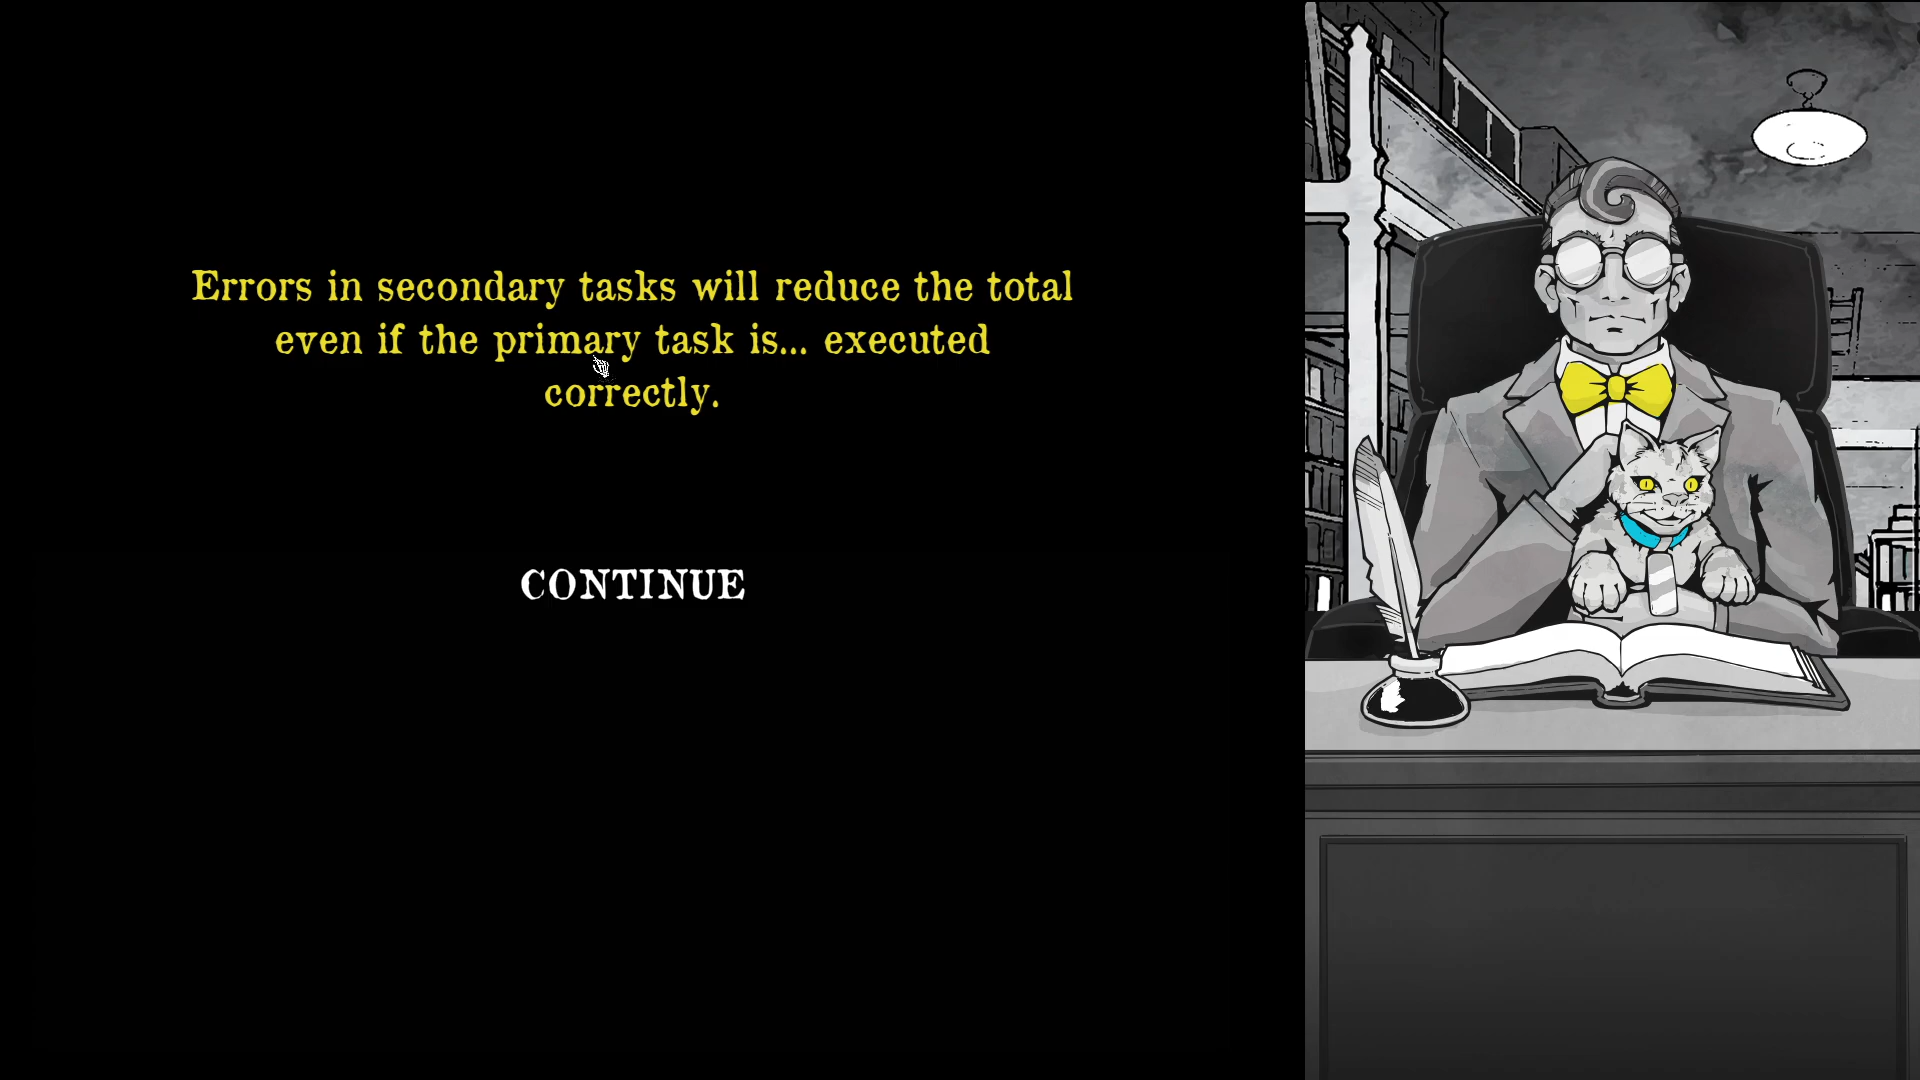 Errors in secondary tasks will reduce the total
even if the primary task is... executed
correctly.
CONTINUE